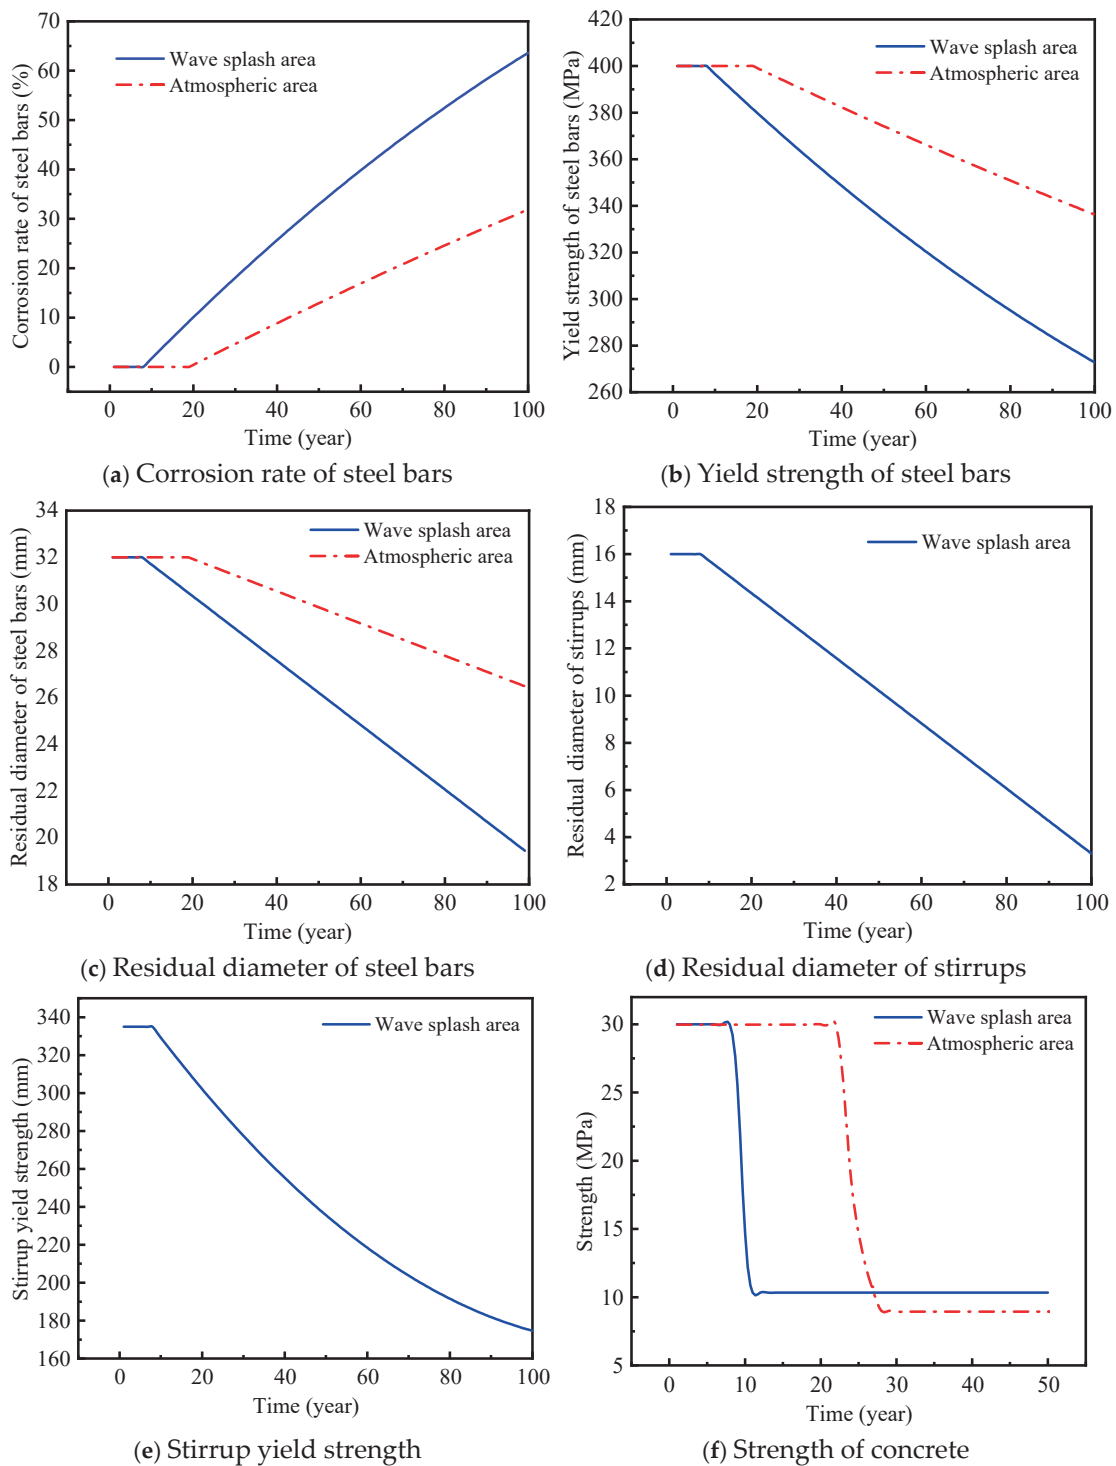 70
60
50
40
30
20
10
0
Corrosion rate of steel bars (%)
Wave splash area
Atmospheric area
0 20 40 60 80 100
Time (year)
(a) Corrosion rate of steel bars
420
400
380
360
340
320
300
280
260
Yield strength of steel bars (MPa)
Wave splash area
Atmospheric area
0 20 40 60 80 100
Time (year)
(b) Yield strength of steel bars
34
32
30
28
26
24
22
20
18
Residual diameter of steel bars (mm)
Wave splash area
Atmospheric area
0 20 40 60 80 100
Time (year)
(c) Residual diameter of steel bars
18
16
14
12
10
8
6
4
2
Residual diameter of stirrups (mm)
Wave splash area
0 20 40 60 80 100
Time (year)
(d) Residual diameter of stirrups
340
320
300
280
260
240
220
200
180
160
Stirrup yield strength (mm)
Wave splash area
0 20 40 60 80 100
Time (year)
(e) Stirrup yield strength
30
25
20
15
10
5
Strength (MPa)
Wave splash area
Atmospheric area
0 10 20 30 40 50
Time (year)
(f) Strength of concrete